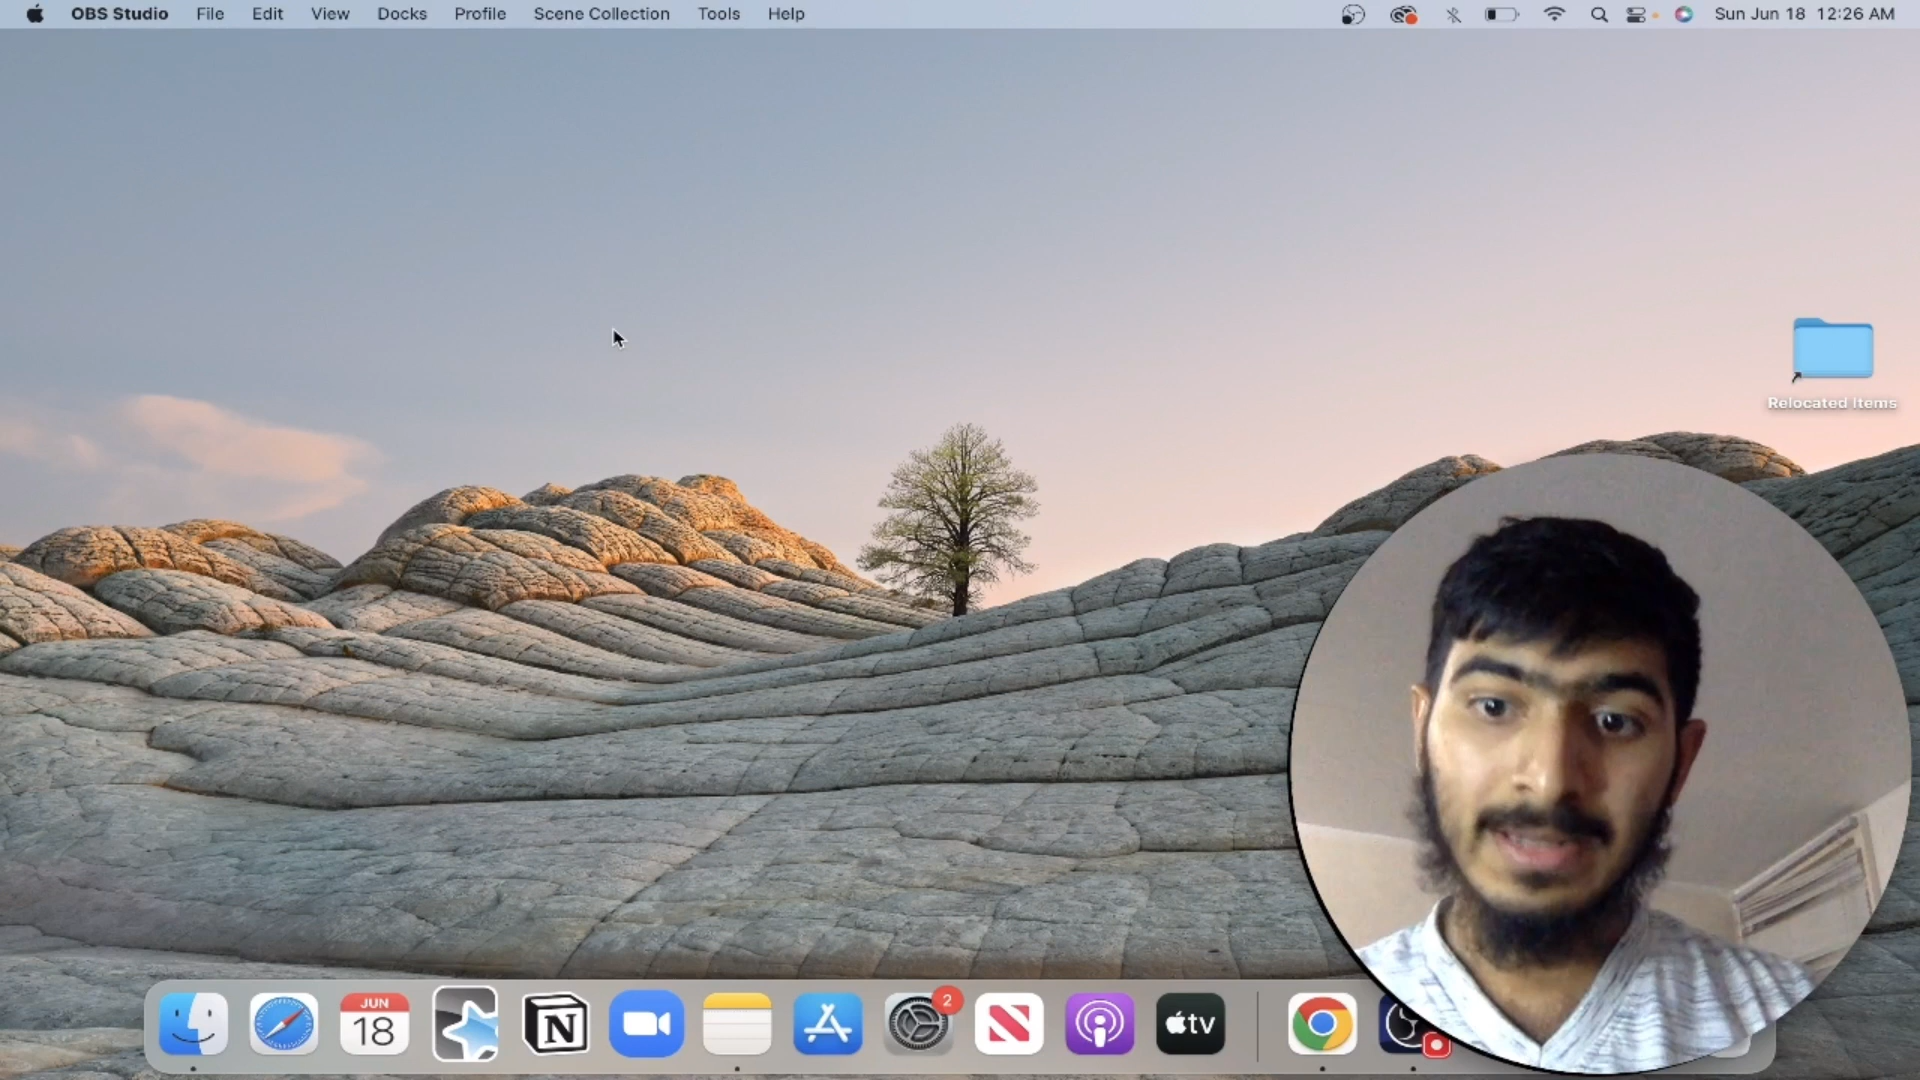 OBS Studio File Edit View Docks Profile Scene Collection Tools Help Sun Jun 18 12:26 AM
Relocated Items
JUN
18
N
2
tv